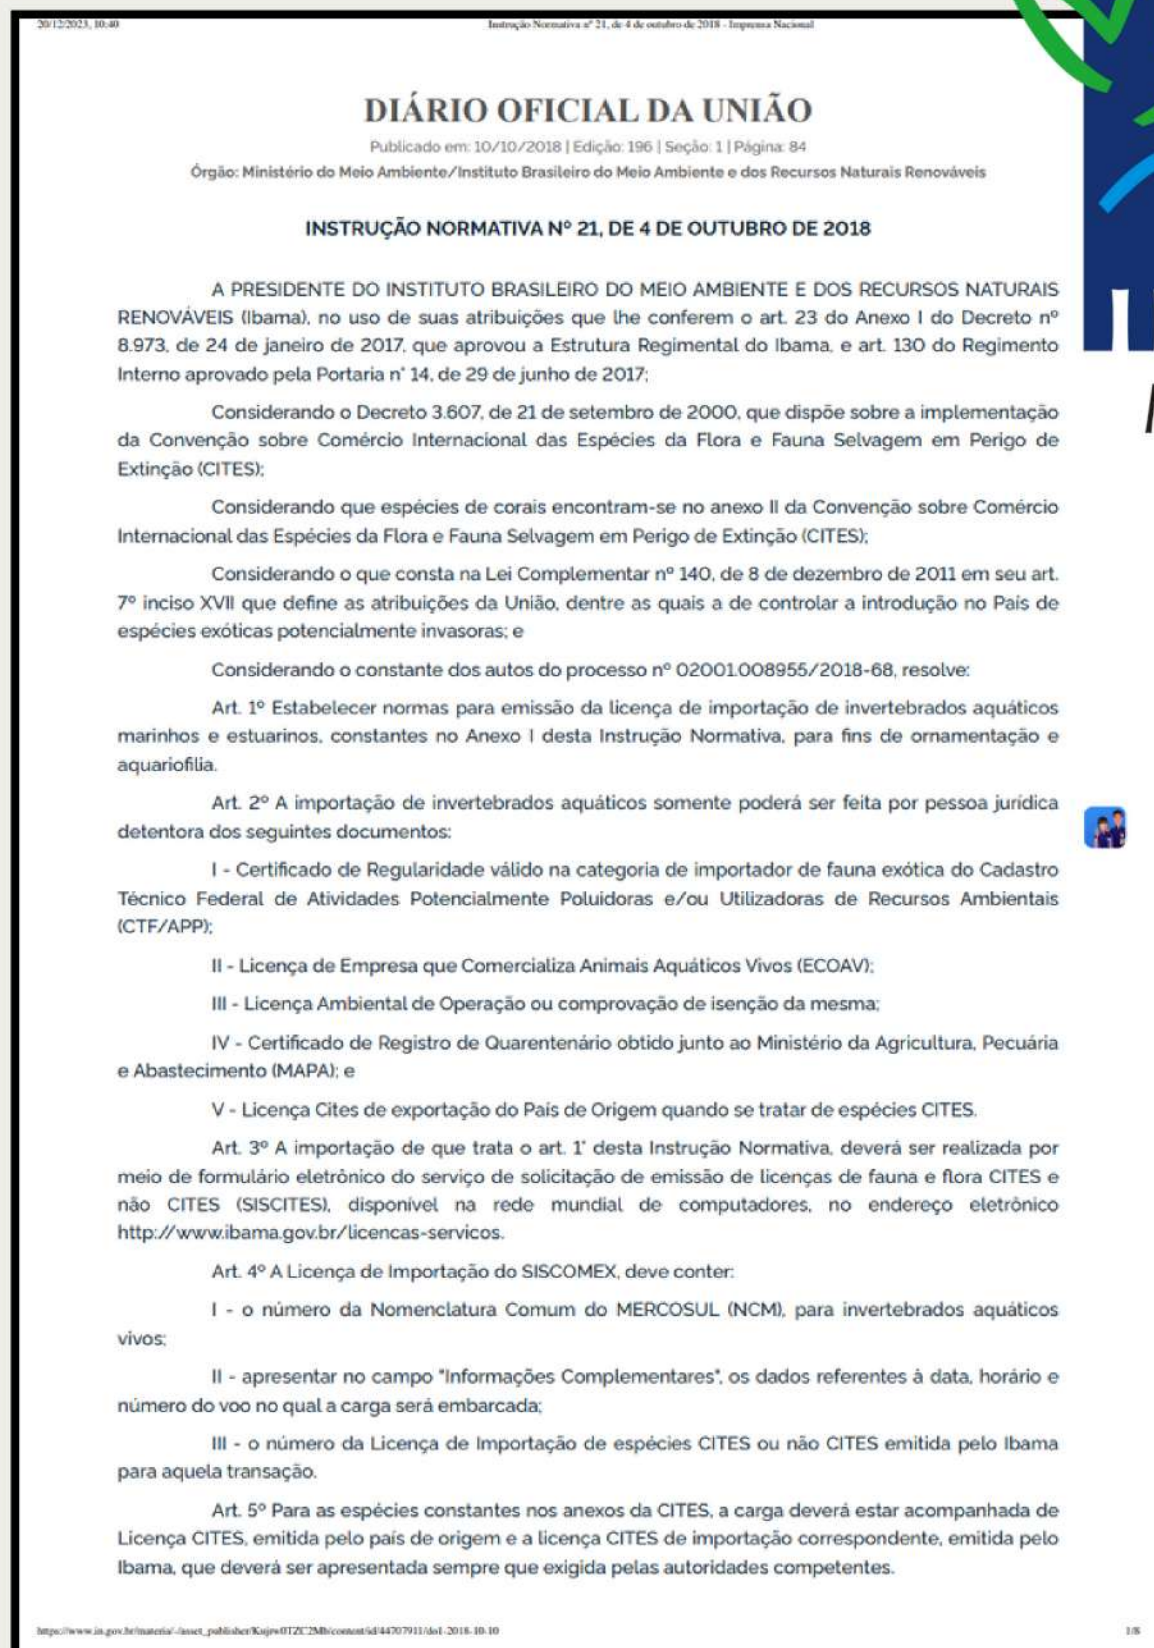 20/12/2023, 10:40
Instrução Normativa nº 21, de 4 de outubro de 2018 - Imprensa Nacional
DIÁRIO OFICIAL DA UNIÃO
Publicado em: 10/10/2018 | Edição: 196 | Seção: 1 | Página: 84
Órgão: Ministério do Meio Ambiente/Instituto Brasileiro do Meio Ambiente e dos Recursos Naturais Renováveis
INSTRUÇÃO NORMATIVA Nº 21, DE 4 DE OUTUBRO DE 2018
A PRESIDENTE DO INSTITUTO BRASILEIRO DO MEIO AMBIENTE E DOS RECURSOS NATURAIS
RENOVÁVEIS (Ibama), no uso de suas atribuições que lhe conferem o art. 23 do Anexo I do Decreto nº
8.973, de 24 de janeiro de 2017, que aprovou a Estrutura Regimental do Ibama, e art. 130 do Regimento
Interno aprovado pela Portaria n° 14, de 29 de junho de 2017;
Considerando o Decreto 3.607, de 21 de setembro de 2000, que dispõe sobre a implementação
da Convenção sobre Comércio Internacional das Espécies da Flora e Fauna Selvagem em Perigo de
Extinção (CITES);
Considerando que espécies de corais encontram-se no anexo II da Convenção sobre Comércio
Internacional das Espécies da Flora e Fauna Selvagem em Perigo de Extinção (CITES);
Considerando o que consta na Lei Complementar nº 140, de 8 de dezembro de 2011 em seu art.
7º inciso XVII que define as atribuições da União, dentre as quais a de controlar a introdução no País de
espécies exóticas potencialmente invasoras; e
Considerando o constante dos autos do processo nº 02001.008955/2018-68, resolve:
Art. 1º Estabelecer normas para emissão da licença de importação de invertebrados aquáticos
marinhos e estuarinos, constantes no Anexo I desta Instrução Normativa, para fins de ornamentação e
aquariofilia.
Art. 2º A importação de invertebrados aquáticos somente poderá ser feita por pessoa jurídica
detentora dos seguintes documentos:
I - Certificado de Regularidade válido na categoria de importador de fauna exótica do Cadastro
Técnico Federal de Atividades Potencialmente Poluidoras e/ou Utilizadoras de Recursos Ambientais
(CTF/APP);
II - Licença de Empresa que Comercializa Animais Aquáticos Vivos (ECOAV);
III - Licença Ambiental de Operação ou comprovação de isenção da mesma;
IV - Certificado de Registro de Quarentenário obtido junto ao Ministério da Agricultura, Pecuária
e Abastecimento (MAPA); e
V - Licença Cites de exportação do País de Origem quando se tratar de espécies CITES.
Art. 3º A importação de que trata o art. 1° desta Instrução Normativa, deverá ser realizada por
meio de formulário eletrônico do serviço de solicitação de emissão de licenças de fauna e flora CITES e
não CITES (SISCITES), disponível na rede mundial de computadores, no endereço eletrônico
http://www.ibama.gov.br/licencas-servicos.
Art. 4º A Licença de Importação do SISCOMEX, deve conter:
I - o número da Nomenclatura Comum do MERCOSUL (NCM), para invertebrados aquáticos
vivos;
II - apresentar no campo "Informações Complementares", os dados referentes à data, horário e
número do voo no qual a carga será embarcada;
III - o número da Licença de Importação de espécies CITES ou não CITES emitida pelo Ibama
para aquela transação.
Art. 5º Para as espécies constantes nos anexos da CITES, a carga deverá estar acompanhada de
Licença CITES, emitida pelo país de origem e a licença CITES de importação correspondente, emitida pelo
Ibama, que deverá ser apresentada sempre que exigida pelas autoridades competentes.
https://www.in.gov.br/materia/-/asset_publisher/Kujrw0TZC2Mb/content/id/44707911/do1-2018-10-10
1/8